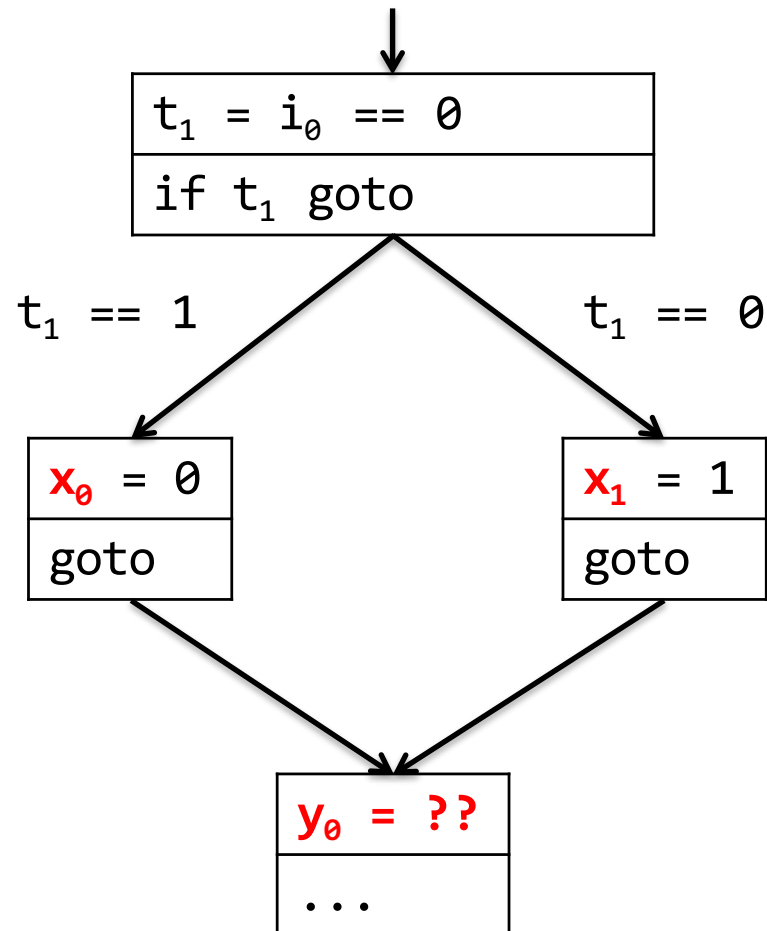 t₁ = i₀ == 0
if t₁ goto
t₁ == 1
t₁ == 0
x₀ = 0
goto
x₁ = 1
goto
y₀ = ??
...